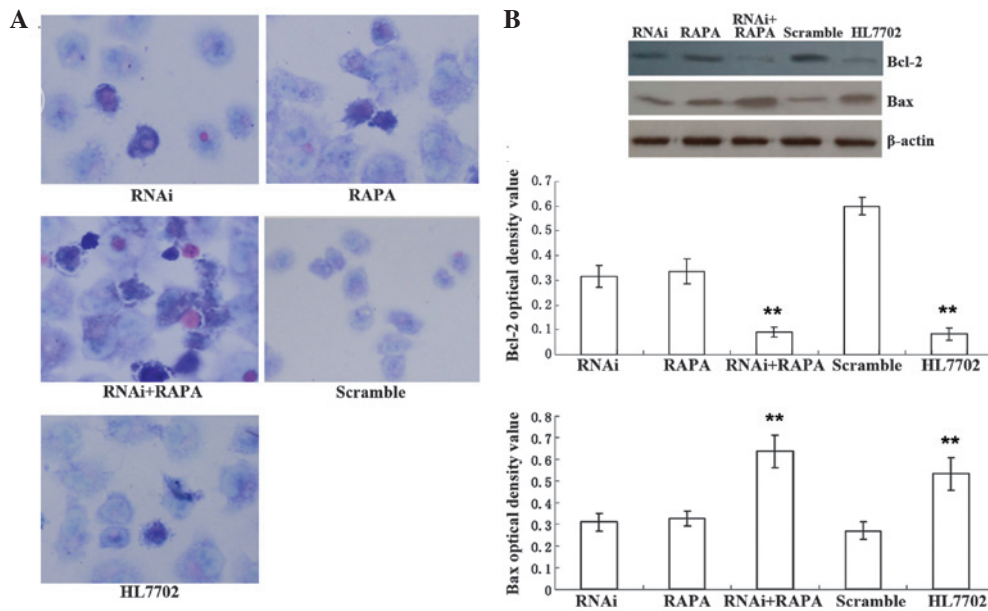 A
RNAi
RAPA
RNAi+RAPA
Scramble
HL7702
B
RNAi RAPA RNAi+ RAPA Scramble HL7702
Bcl-2
Bax
β-actin
Bcl-2 optical density value
0.7
0.6
0.5
0.4
0.3
0.2
0.1
0
**
**
RNAi RAPA RNAi+RAPA Scramble HL7702
Bax optical density value
0.8
0.7
0.6
0.5
0.4
0.3
0.2
0.1
0
**
**
RNAi RAPA RNAi+RAPA Scramble HL7702